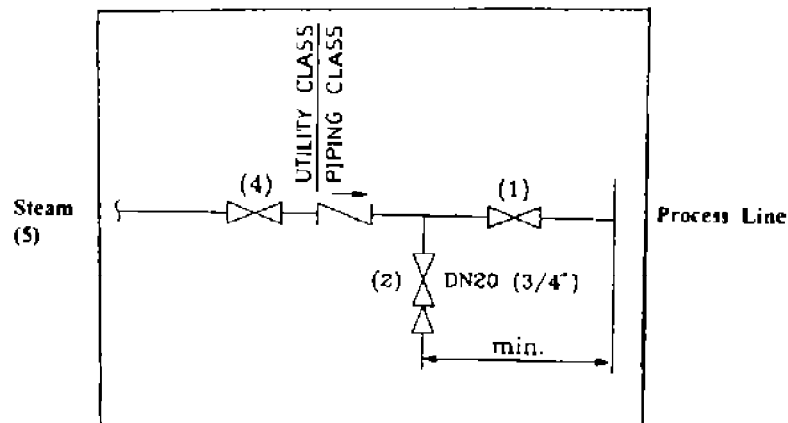 UTILITY CLASS
PIPING CLASS
(4)
(1)
Steam
(5)
Process Line
(2)
DN20 (3/4")
min.